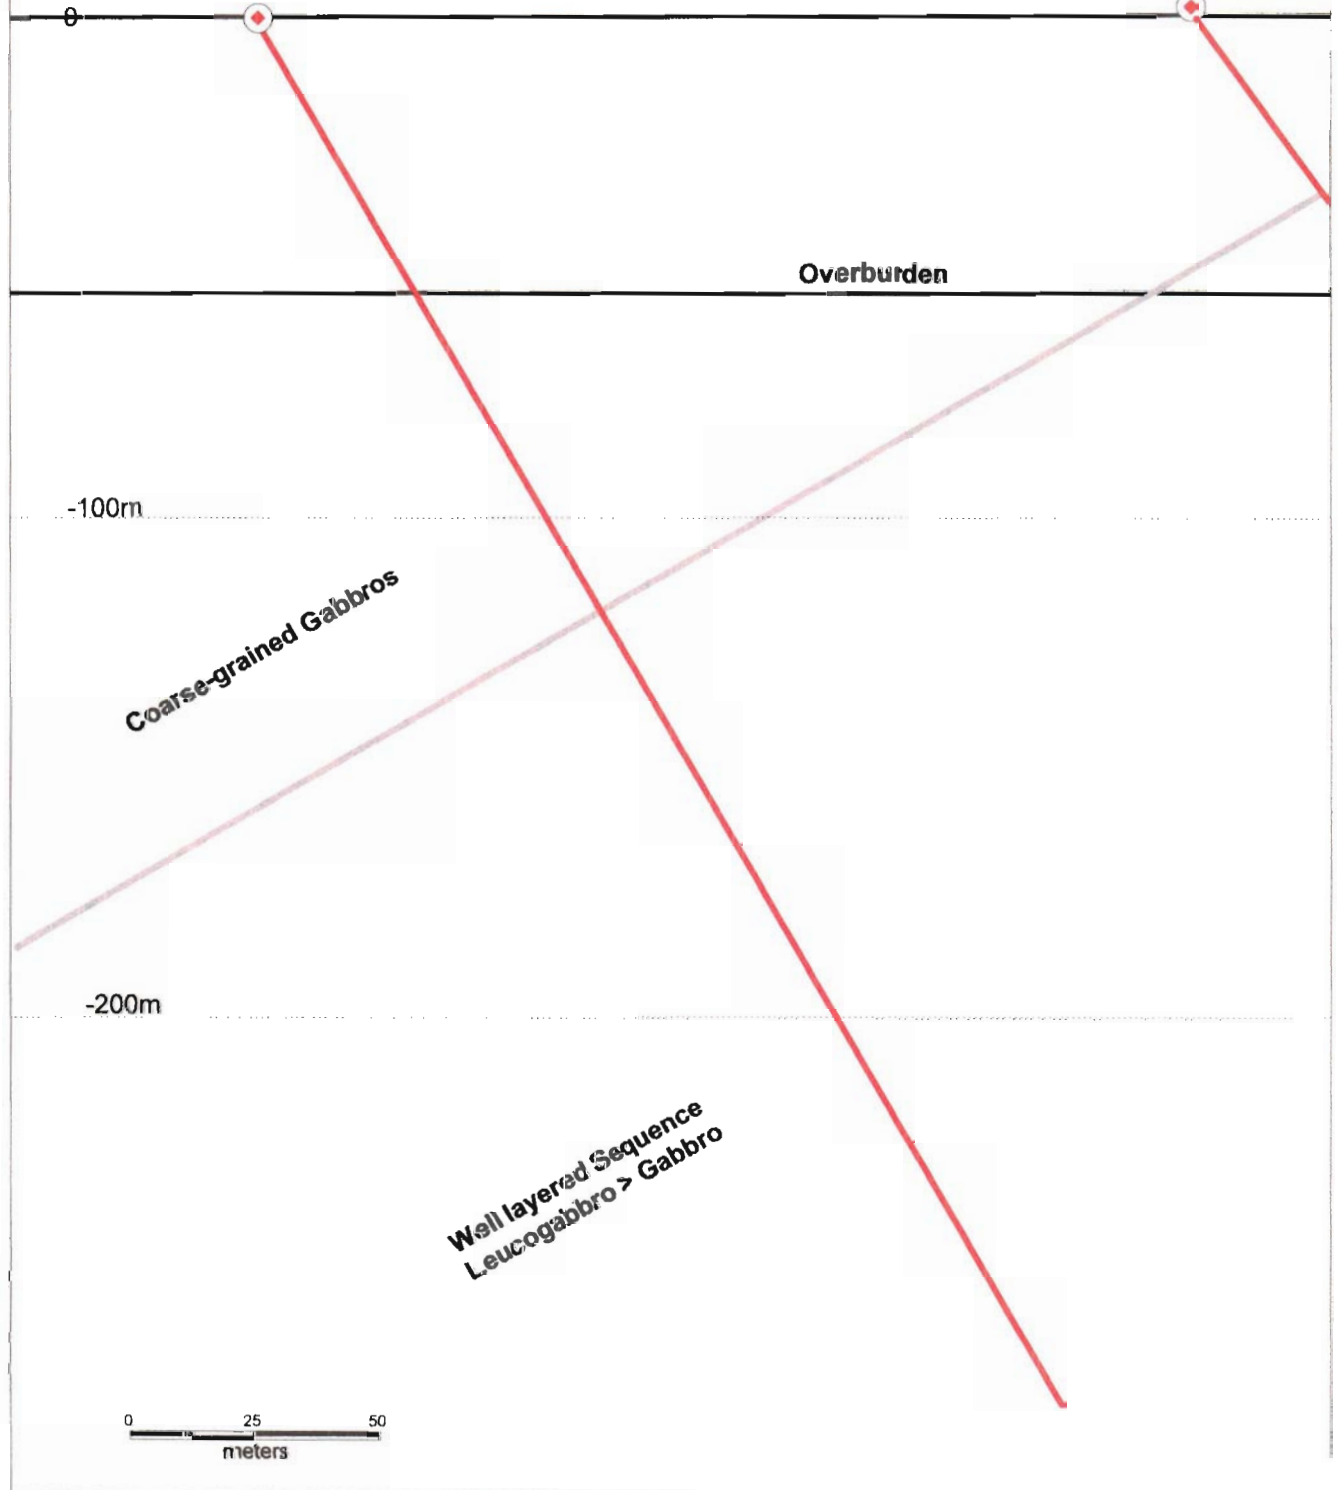 0
Overburden
-100m
Coarse-grained Gabbros
-200m
Well layered Sequence
Leucogabbro > Gabbro
0 25 50
meters